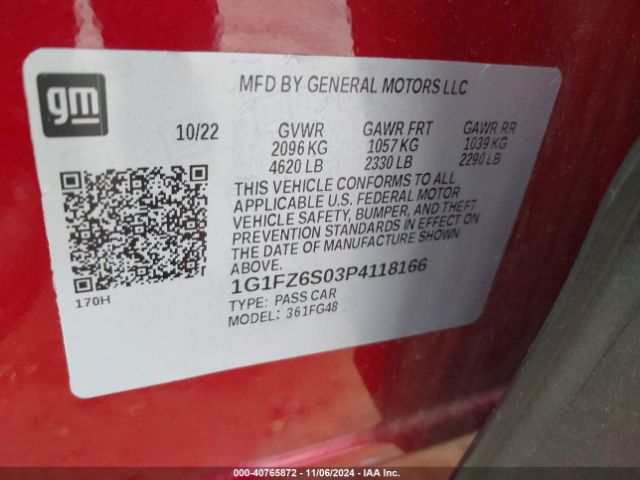 gm
MFD BY GENERAL MOTORS LLC
10/22 GVWR GAWR FRT GAWR RR
2096 KG 1057 KG 1039 KG
4620 LB 2330 LB 2290 LB
THIS VEHICLE CONFORMS TO ALL
APPLICABLE U.S. FEDERAL MOTOR
VEHICLE SAFETY, BUMPER, AND THEFT
PREVENTION STANDARDS IN EFFECT ON
THE DATE OF MANUFACTURE SHOWN
ABOVE.
170H
1G1FZ6S03P4118166
TYPE: PASS CAR
MODEL: 361FG48
000-40765872 - 11/06/2024 - IAA Inc.